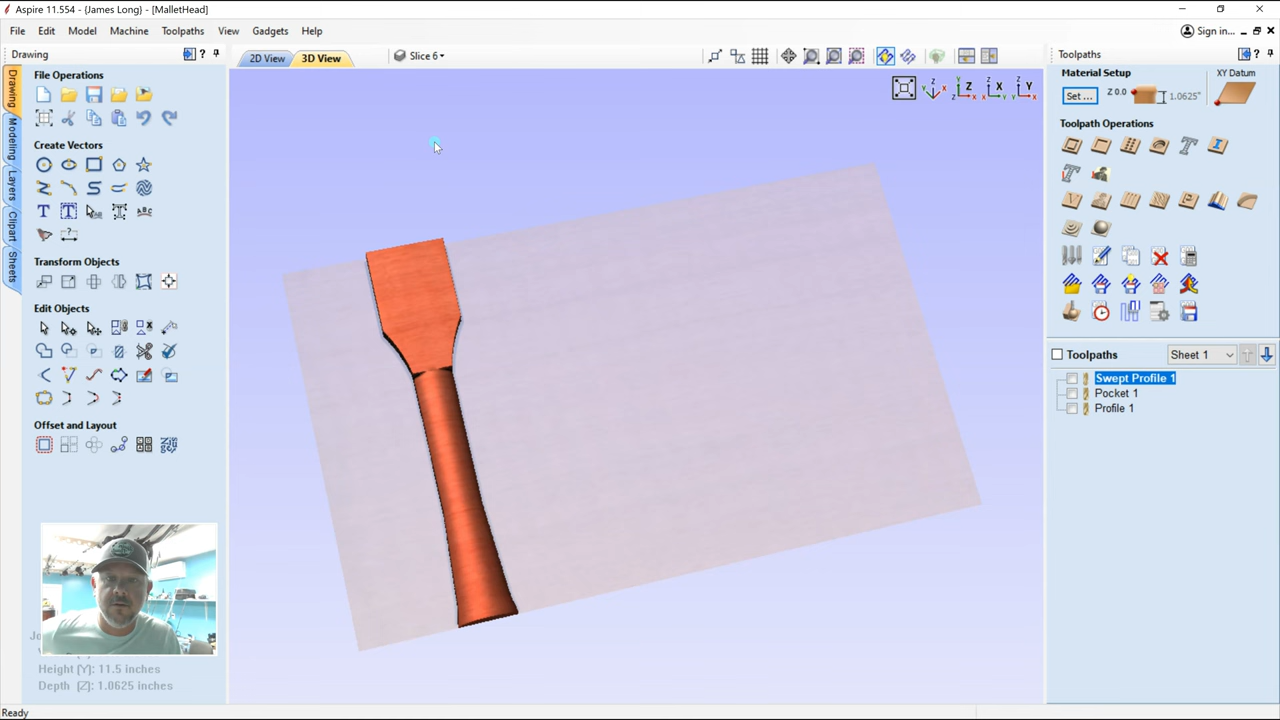 Aspire 11.554 - {James Long} - [MalletHead]
File Edit Model Machine Toolpaths View Gadgets Help
Sign in...
Drawing
2D View
3D View
Slice 6
Toolpaths
Drawing
Modeling
Layers
Clipart
Sheets
File Operations
Create Vectors
Transform Objects
Edit Objects
Offset and Layout
Height (Y): 11.5 inches
Depth (Z): 1.0625 inches
Z
X
Y
Material Setup
XY Datum
Set ...
Z 0.0
1.0625"
Toolpath Operations
Toolpaths
Sheet 1
Swept Profile 1
Pocket 1
Profile 1
Ready